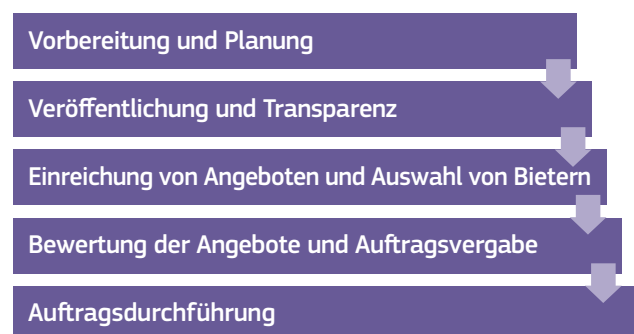 Vorbereitung und Planung
Veröffentlichung und Transparenz
Einreichung von Angeboten und Auswahl von Bietern
Bewertung der Angebote und Auftragsvergabe
Auftragsdurchführung